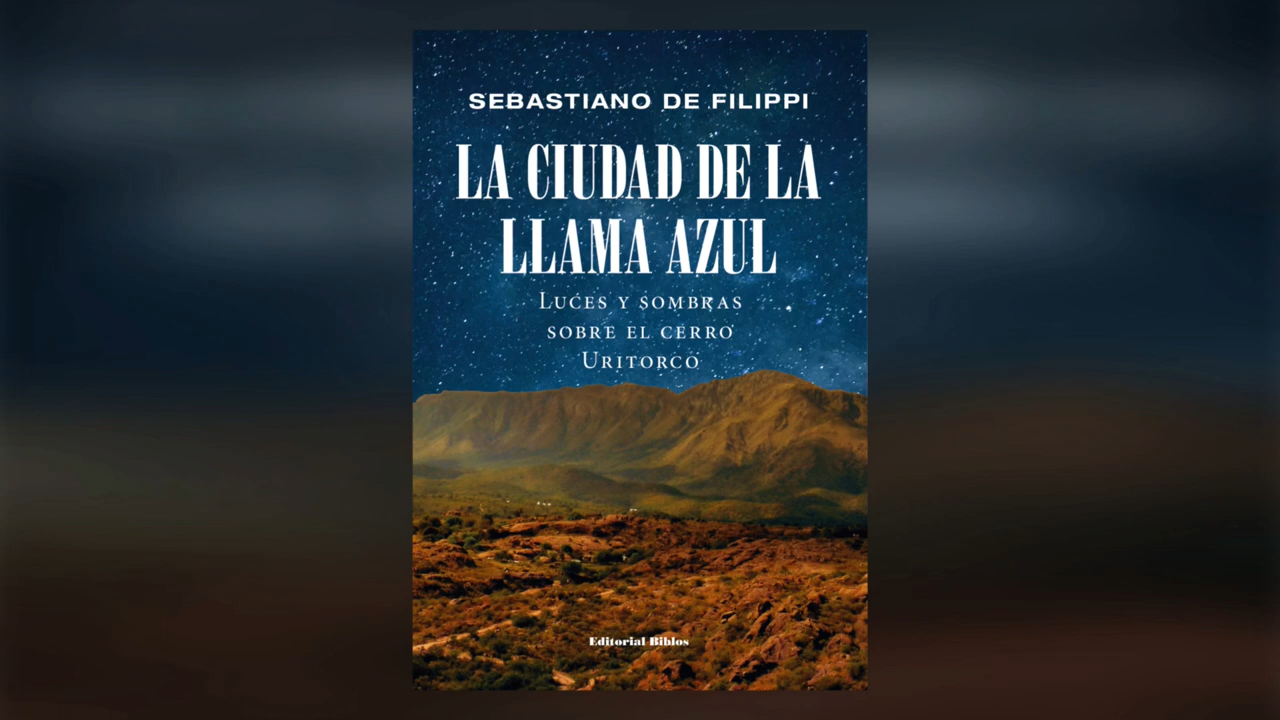 SEBASTIANO DE FILIPPI
LA CIUDAD DE LA
LLAMA AZUL
LUCES Y SOMBRAS
SOBRE EL CERRO
URITORCO
Editorial Biblos